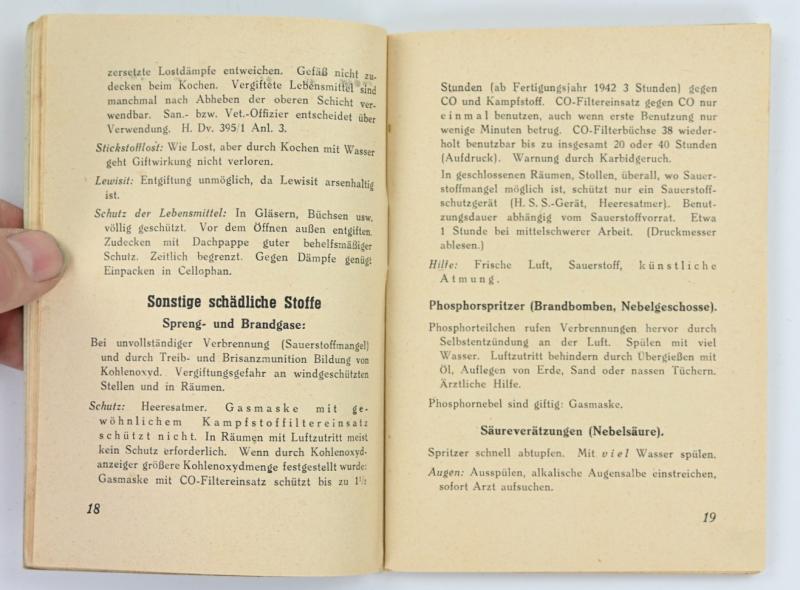 zersetzte Lostdämpfe entweichen. Gefäß nicht zu-
decken beim Kochen. Vergiftete Lebensmittel sind
manchmal nach Abheben der oberen Schicht ver-
wendbar. San.- bzw. Vet.-Offizier entscheidet über
Verwendung. H. Dv. 395/1 Anl. 3.
Stickstofflost: Wie Lost, aber durch Kochen mit Wasser
geht Giftwirkung nicht verloren.
Lewisit: Entgiftung unmöglich, da Lewisit arsenhaltig
ist.
Schutz der Lebensmittel: In Gläsern, Büchsen usw.
völlig geschützt. Vor dem Öffnen außen entgiften.
Zudecken mit Dachpappe guter behelfsmäßiger
Schutz. Zeitlich begrenzt. Gegen Dämpfe genügt
Einpacken in Cellophan.
Sonstige schädliche Stoffe
Spreng- und Brandgase:
Bei unvollständiger Verbrennung (Sauerstoffmangel)
und durch Treib- und Brisanzmunition Bildung von
Kohlenoxyd. Vergiftungsgefahr an windgeschützten
Stellen und in Räumen.
Schutz: Heeresatmer. Gasmaske mit ge-
wöhnlichem Kampfstoffiltereinsatz
schützt nicht. In Räumen mit Luftzutritt meist
kein Schutz erforderlich. Wenn durch Kohlenoxyd-
anzeiger größere Kohlenoxydmenge festgestellt wurde:
Gasmaske mit CO-Filtereinsatz schützt bis zu 1½
18
Stunden (ab Fertigungsjahr 1942 3 Stunden) gegen
CO und Kampfstoff. CO-Filtereinsatz gegen CO nur
einmal benutzen, auch wenn erste Benutzung nur
wenige Minuten betrug. CO-Filterbüchse 38 wieder-
holt benutzbar bis zu insgesamt 20 oder 40 Stunden
(Aufdruck). Warnung durch Karbidgeruch.
In geschlossenen Räumen, Stollen, überall, wo Sauer-
stoffmangel möglich ist, schützt nur ein Sauerstoff-
schutzgerät (H. S. S.-Gerät, Heeresatmer). Benut-
zungsdauer abhängig vom Sauerstoffvorrat. Etwa
1 Stunde bei mittelschwerer Arbeit. (Druckmesser
ablesen.)
Hilfe: Frische Luft, Sauerstoff, künstliche
Atmung.
Phosphorspritzer (Brandbomben, Nebelgeschosse).
Phosphorteilchen rufen Verbrennungen hervor durch
Selbstentzündung an der Luft. Spülen mit viel
Wasser. Luftzutritt behindern durch Übergießen mit
Öl, Auflegen von Erde, Sand oder nassen Tüchern.
Ärztliche Hilfe.
Phosphornebel sind giftig: Gasmaske.
Säureverätzungen (Nebelsäure).
Spritzer schnell abtupfen. Mit viel Wasser spülen.
Augen: Ausspülen, alkalische Augensalbe einstreichen,
sofort Arzt aufsuchen.
19